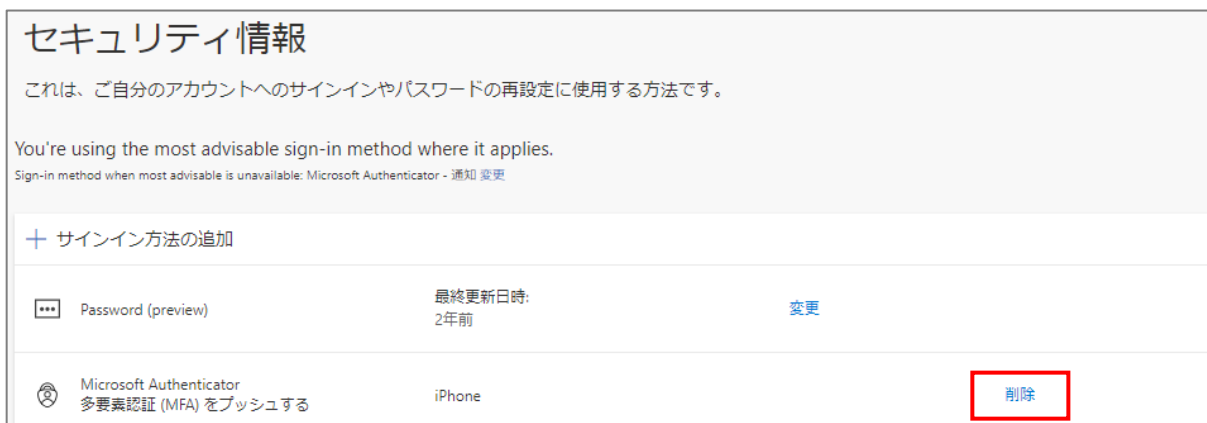 セキュリティ情報
これは、ご自分のアカウントへのサインインやパスワードの再設定に使用する方法です。
You're using the most advisable sign-in method where it applies.
Sign-in method when most advisable is unavailable: Microsoft Authenticator - 通知 変更
+ サインイン方法の追加
Password (preview)
最終更新日時:
2年前
変更
Microsoft Authenticator
多要素認証 (MFA) をプッシュする
iPhone
削除